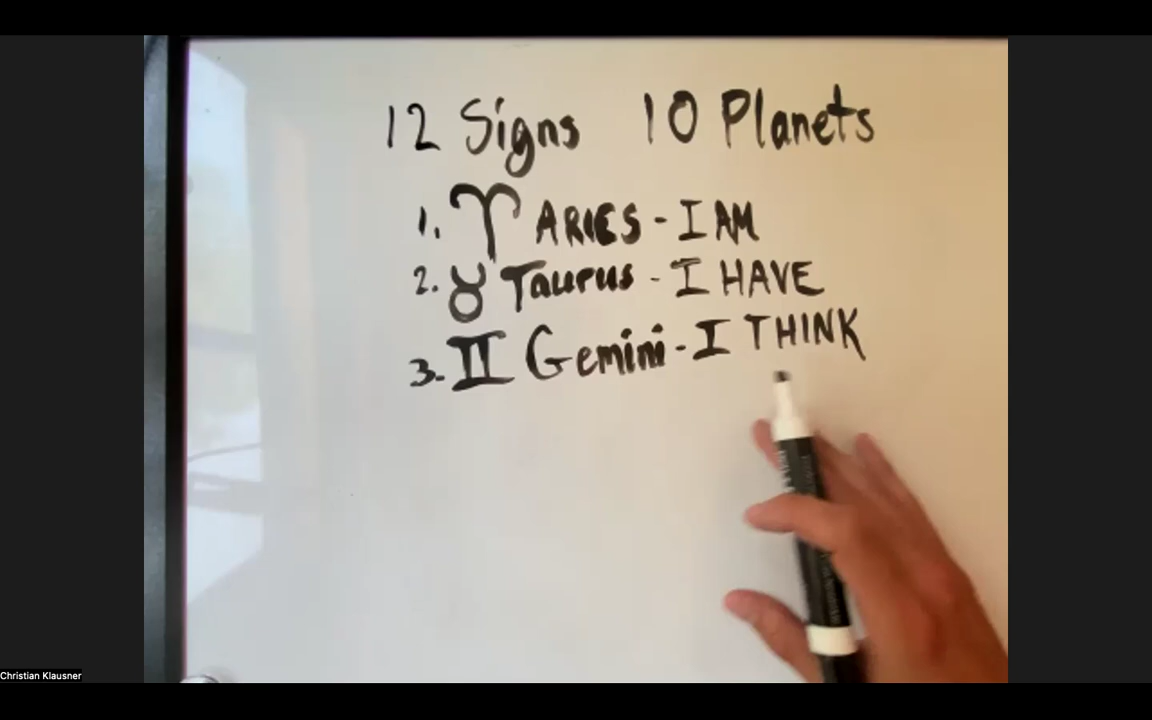 12 Signs 10 Planets
1. ♈ ARIES - I AM
2. ♉ Taurus - I HAVE
3. ♊ Gemini - I THINK
Christian Klausner